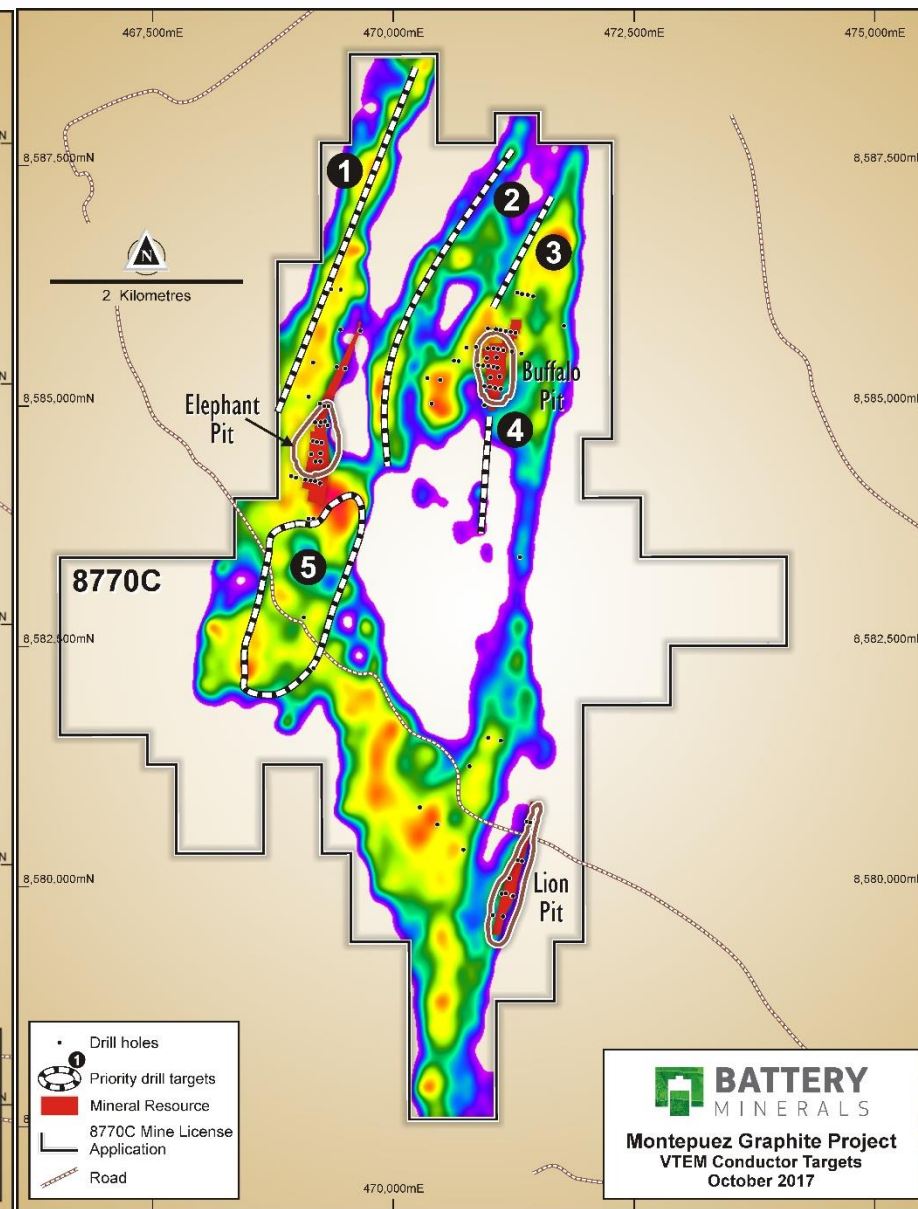 467,500mE
470,000mE
472,500mE
475,000mE
8,587,500mN
8,587,500mN
1
2
3
N
2 Kilometres
Buffalo
Pit
8,585,000mN
8,585,000mN
Elephant
Pit
4
5
8770C
8,582,500mN
8,582,500mN
8,580,000mN
8,580,000mN
Lion
Pit
Drill holes
1
Priority drill targets
Mineral Resource
8770C Mine License
Application
Road
470,000mE
BATTERY
MINERALS
Montepuez Graphite Project
VTEM Conductor Targets
October 2017